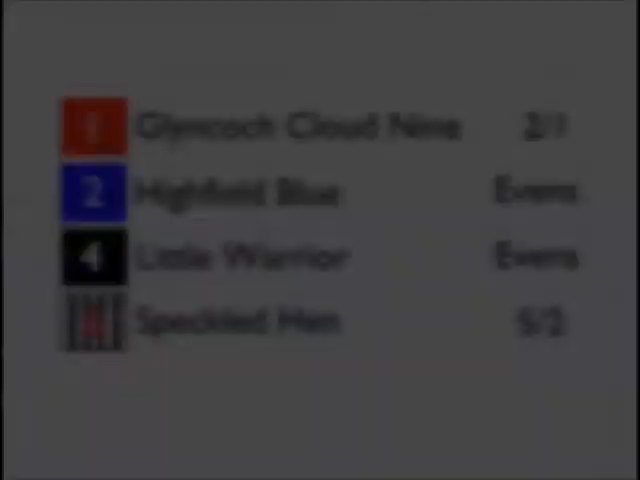 1 Glyncoch Cloud Nine 2/1
2 Highfield Blue Evens
4 Little Warrior Evens
Speckled Hen 5/2